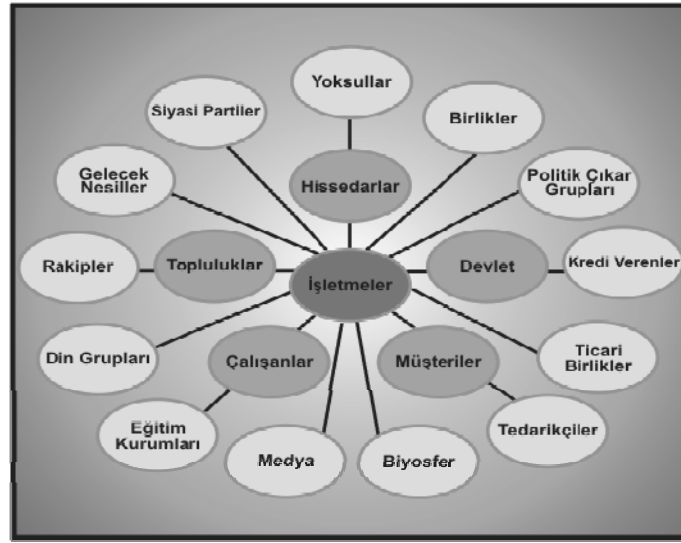 Yoksullar
Siyasi Partiler
Birlikler
Gelecek
Nesiller
Hissedarlar
Politik Çıkar
Grupları
Rakipler
Topluluklar
İşletmeler
Devlet
Kredi Verenler
Din Grupları
Çalışanlar
Müşteriler
Ticari
Birlikler
Eğitim
Kurumları
Medya
Biyosfer
Tedarikçiler